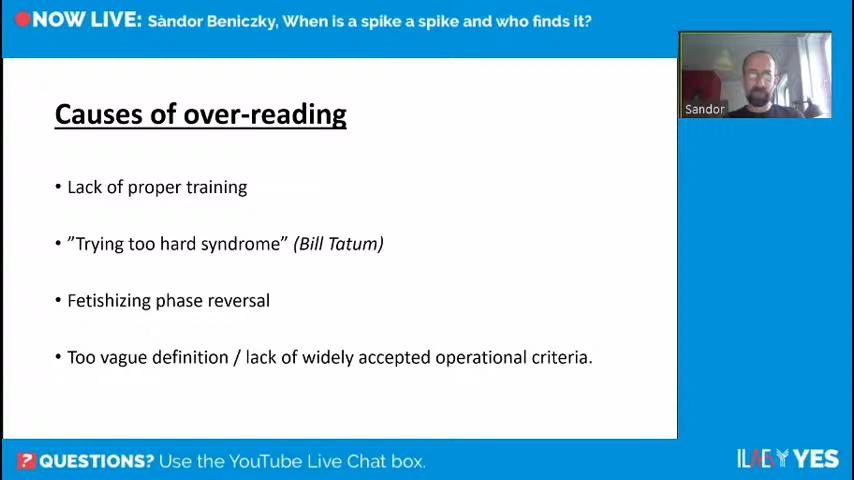 NOW LIVE: Sàndor Beniczky, When is a spike a spike and who finds it?
Sandor
Causes of over-reading
• Lack of proper training
• ”Trying too hard syndrome” (Bill Tatum)
• Fetishizing phase reversal
• Too vague definition / lack of widely accepted operational criteria.
? QUESTIONS? Use the YouTube Live Chat box.
ILAE YES